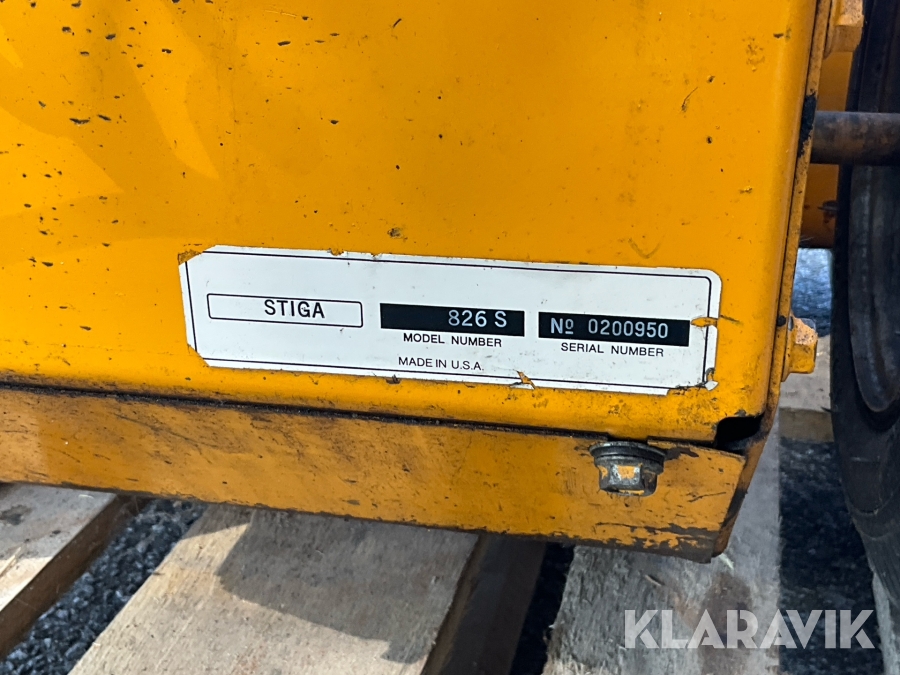 STIGA
826 S
Nº 0200950
MODEL NUMBER
SERIAL NUMBER
MADE IN U.S.A.
KLARAVIK